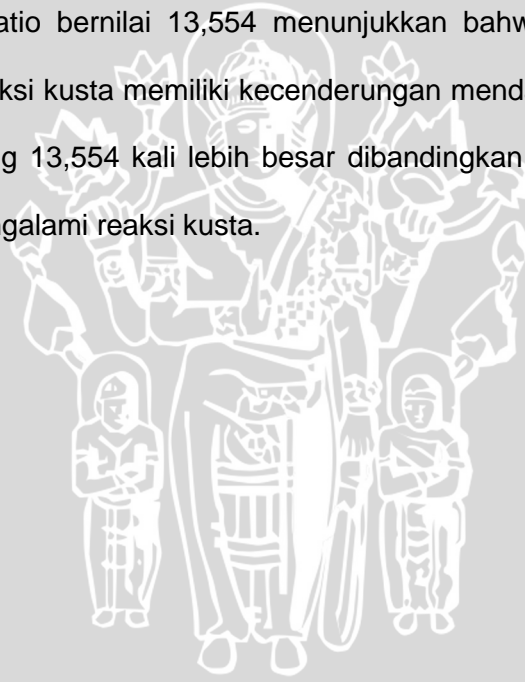 atio bernilai 13,554 menunjukkan bahw
ksi kusta memiliki kecenderungan mend
g 13,554 kali lebih besar dibandingkan
galami reaksi kusta.